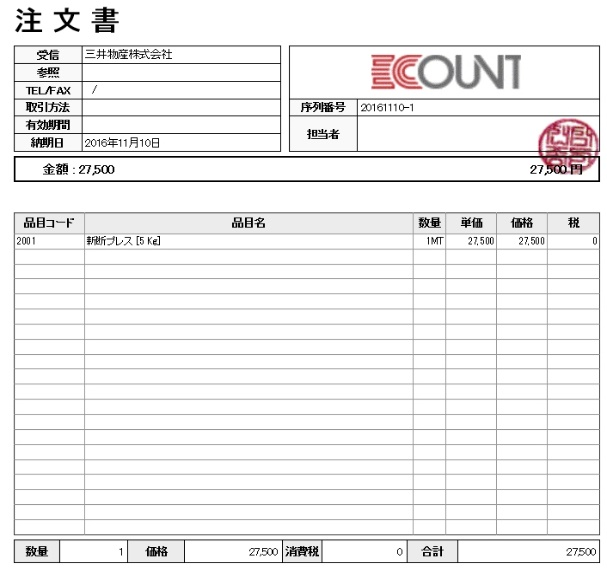 注文書
受信 三井物産株式会社
参照
TEL/FAX /
取引方法
有効期間
納期日 2016年11月10日
ECOUNT
序列番号 20161110-1
担当者
金額 : 27,500 27,500 円
品目コード 品目名 数量 単価 価格 税
2001 剪断プレス [5 Kg] 1MT 27,500 27,500 0
数量 1 価格 27,500 消費税 0 合計 27,500